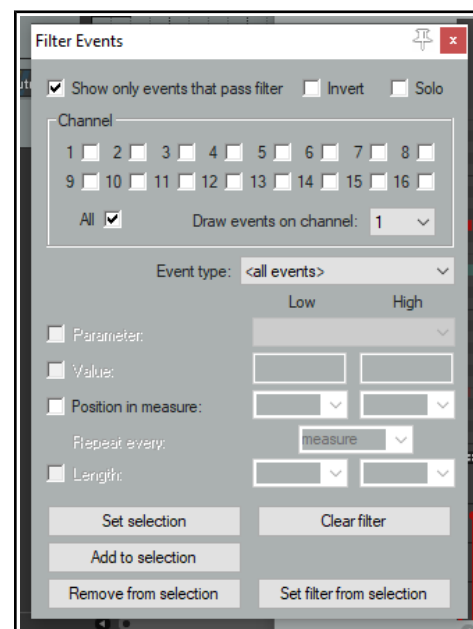 Filter Events
Show only events that pass filter Invert Solo
Channel
1 2 3 4 5 6 7 8
9 10 11 12 13 14 15 16
All Draw events on channel: 1
Event type: <all events>
Low High
Parameter:
Value:
Position in measure:
Repeat every: measure
Length:
Set selection Clear filter
Add to selection
Remove from selection Set filter from selection